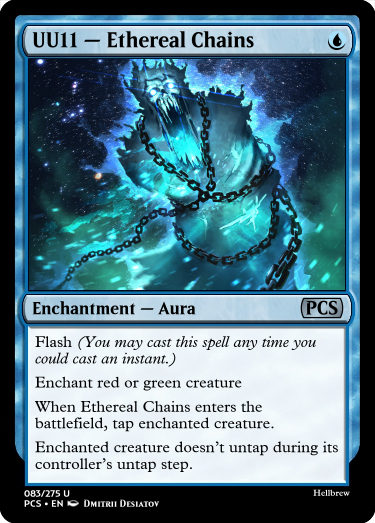 UU11 — Ethereal Chains
Enchantment — Aura
PCS
Flash (You may cast this spell any time you
could cast an instant.)
Enchant red or green creature
When Ethereal Chains enters the
battlefield, tap enchanted creature.
Enchanted creature doesn't untap during its
controller's untap step.
083/275 U
Hellbrew
PCS • EN Dmitrii Desiatov